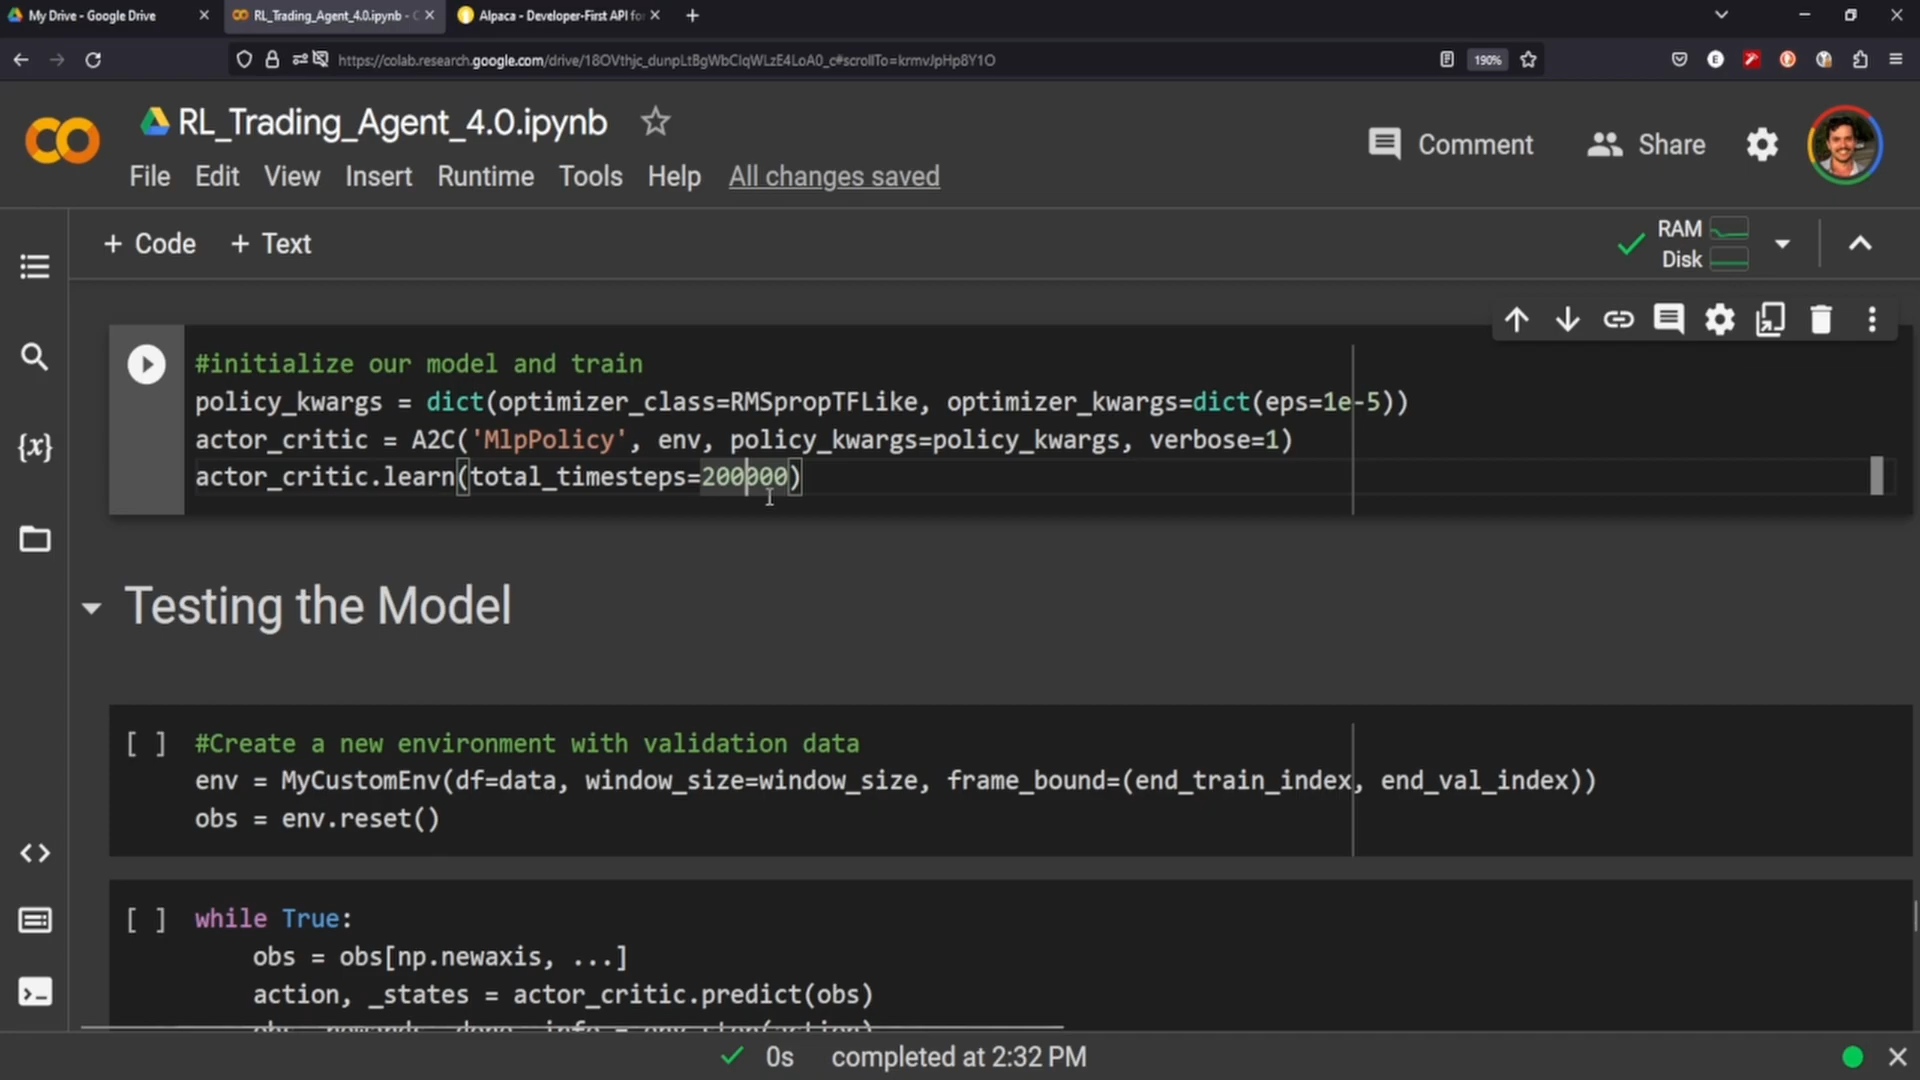 My Drive - Google Drive
RL_Trading_Agent_4.0.ipynb - C
Alpaca - Developer-First API for
https://colab.research.google.com/drive/18OVthjc_dunpLtBgWbCIqWLzE4LoA0_c#scrollTo=krmvJpHp8Y1O
190%
RL_Trading_Agent_4.0.ipynb
Comment
Share
File Edit View Insert Runtime Tools Help All changes saved
+ Code + Text
RAM
Disk
#initialize our model and train
policy_kwargs = dict(optimizer_class=RMSpropTFLike, optimizer_kwargs=dict(eps=1e-5))
actor_critic = A2C('MlpPolicy', env, policy_kwargs=policy_kwargs, verbose=1)
actor_critic.learn(total_timesteps=200000)
Testing the Model
[ ] #Create a new environment with validation data
env = MyCustomEnv(df=data, window_size=window_size, frame_bound=(end_train_index, end_val_index))
obs = env.reset()
[ ] while True:
obs = obs[np.newaxis, ...]
action, _states = actor_critic.predict(obs)
0s completed at 2:32 PM